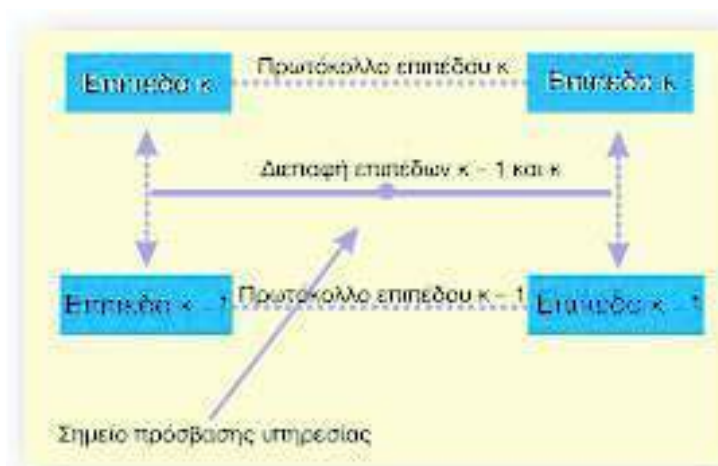 Επίπεδο κ
Πρωτόκολλο επιπέδου κ
Επίπεδο κ
Διεπαφή επιπέδων κ – 1 και κ
Επίπεδο κ – 1
Πρωτόκολλο επιπέδου κ – 1
Επίπεδο κ – 1
Σημείο πρόσβασης υπηρεσίας